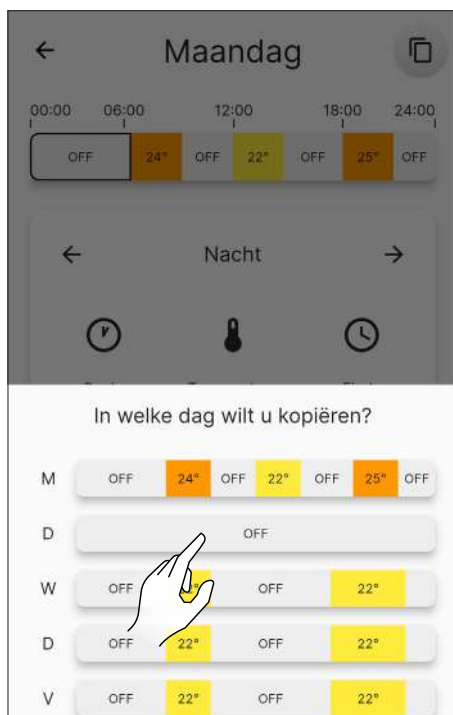 Maandag
00:00 06:00 12:00 18:00 24:00
OFF 24° OFF 22° OFF 25° OFF
Nacht
In welke dag wilt u kopiëren?
M OFF 24° OFF 22° OFF 25° OFF
D OFF
W OFF OFF 22°
D OFF 22° OFF 22°
V OFF 22° OFF 22°